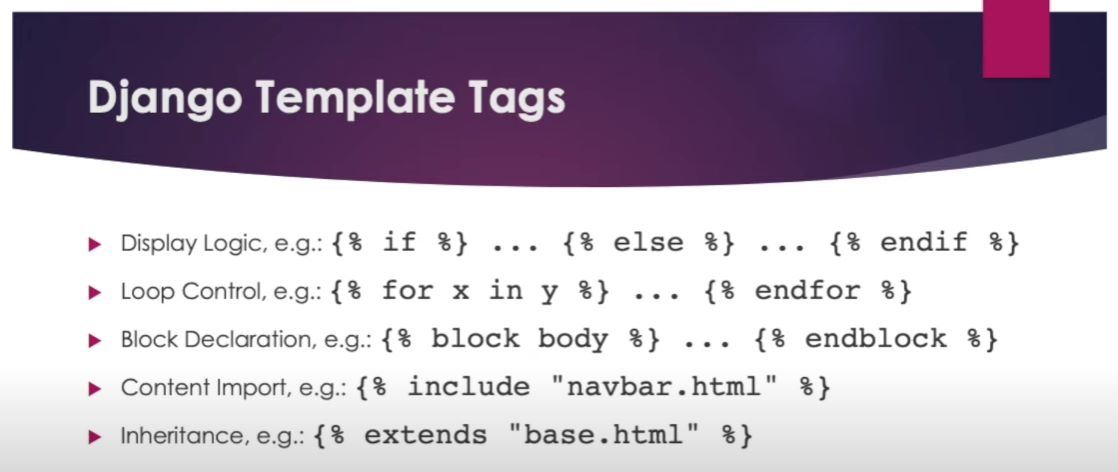 Django Template Tags
Display Logic, e.g.: {% if %} ... {% else %} ... {% endif %}
Loop Control, e.g.: {% for x in y %} ... {% endfor %}
Block Declaration, e.g.: {% block body %} ... {% endblock %}
Content Import, e.g.: {% include "navbar.html" %}
Inheritance, e.g.: {% extends "base.html" %}